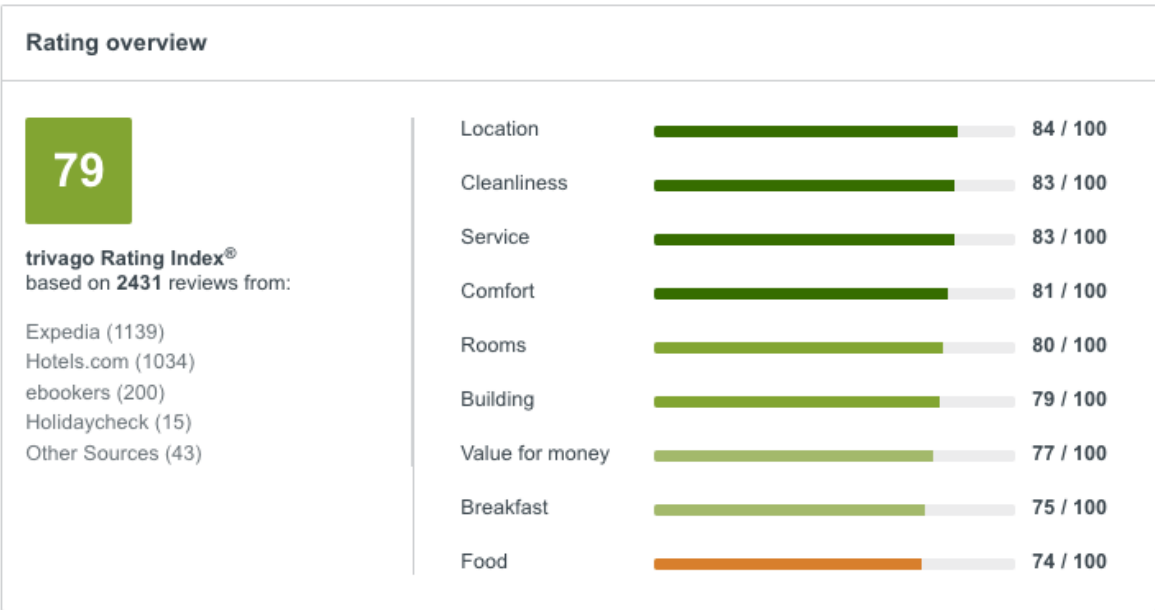 Rating overview
79
trivago Rating Index®
based on 2431 reviews from:
Expedia (1139)
Hotels.com (1034)
ebookers (200)
Holidaycheck (15)
Other Sources (43)
Location 84 / 100
Cleanliness 83 / 100
Service 83 / 100
Comfort 81 / 100
Rooms 80 / 100
Building 79 / 100
Value for money 77 / 100
Breakfast 75 / 100
Food 74 / 100